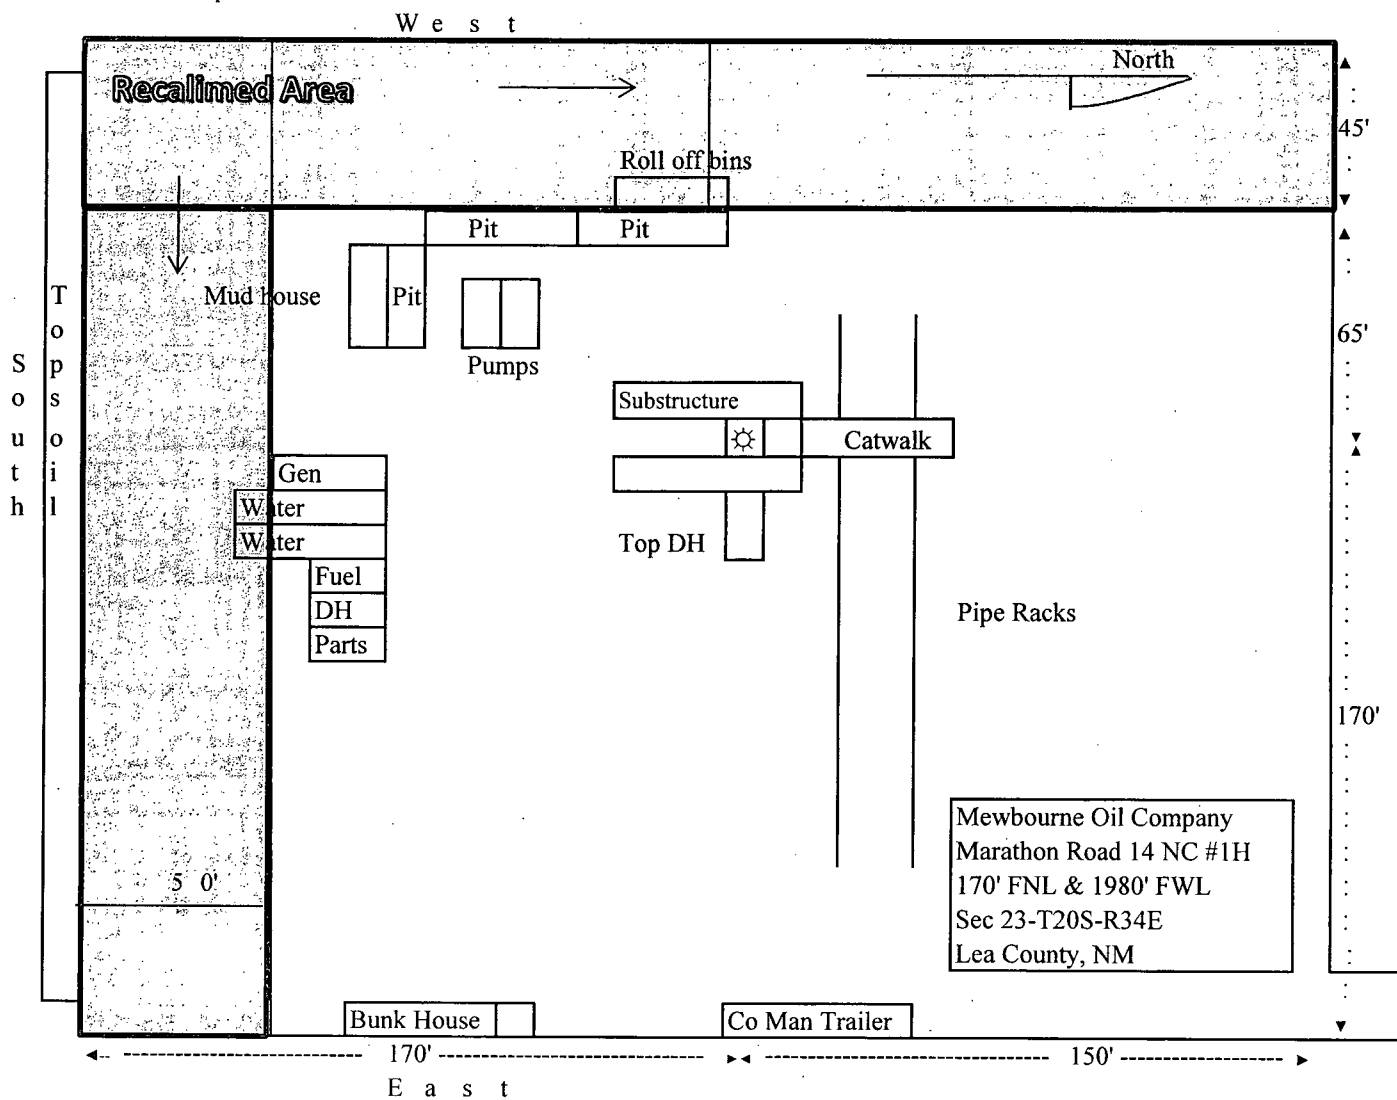 West
North
Recalimed Area
45'
Roll off bins
Pit
Pit
Mud house
Pit
Topsoil
65'
South
Pumps
Substructure
Catwalk
Gen
Water
Water
Top DH
Fuel
DH
Parts
Pipe Racks
170'
Mewbourne Oil Company
Marathon Road 14 NC #1H
170' FNL & 1980' FWL
Sec 23-T20S-R34E
Lea County, NM
50'
Bunk House
Co Man Trailer
170'
150'
East